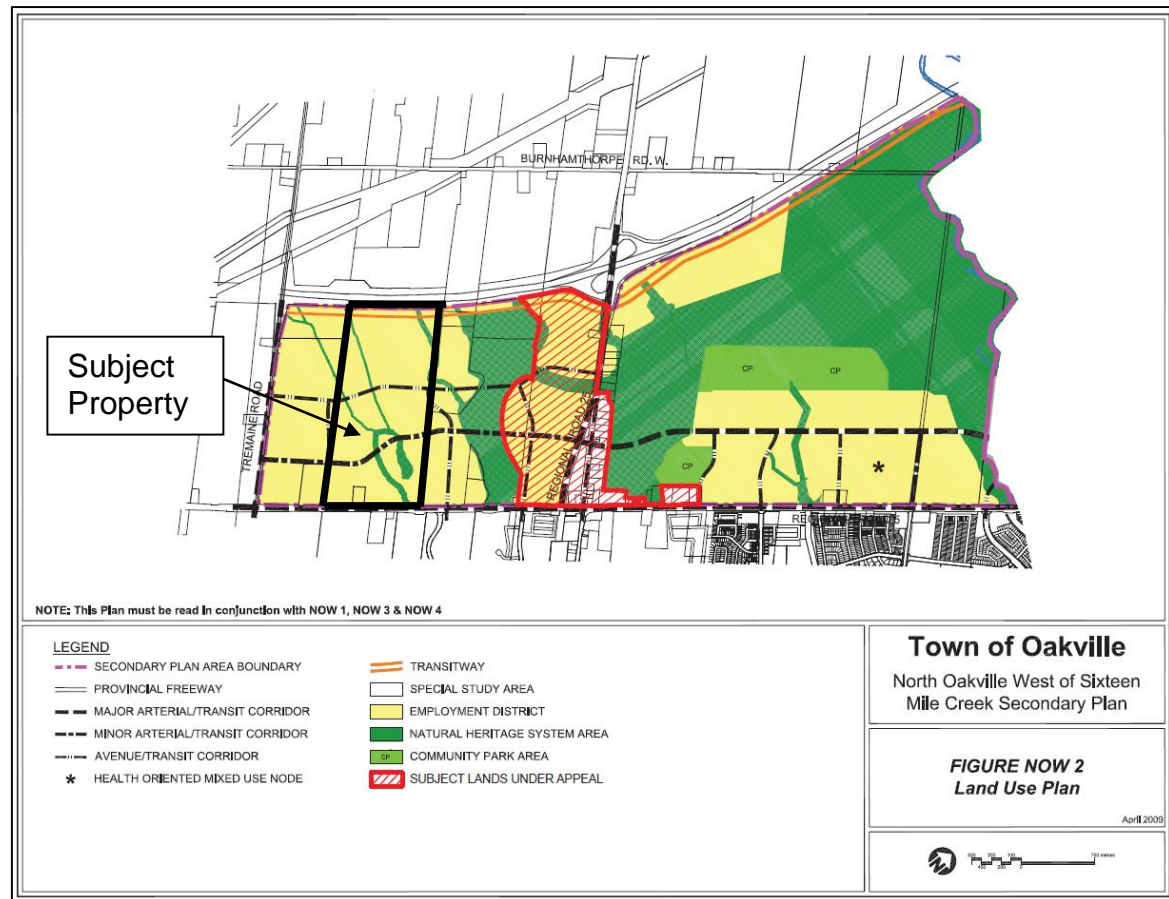 BURNHAMTHORPE RD. W.
Subject
Property
TREMAINE ROAD
REGIONAL ROAD 25
CP
CP
CP
*
NOTE: This Plan must be read in conjunction with NOW 1, NOW 3 & NOW 4
LEGEND
SECONDARY PLAN AREA BOUNDARY
PROVINCIAL FREEWAY
MAJOR ARTERIAL/TRANSIT CORRIDOR
MINOR ARTERIAL/TRANSIT CORRIDOR
AVENUE/TRANSIT CORRIDOR
* HEALTH ORIENTED MIXED USE NODE
TRANSITWAY
SPECIAL STUDY AREA
EMPLOYMENT DISTRICT
NATURAL HERITAGE SYSTEM AREA
CP COMMUNITY PARK AREA
SUBJECT LANDS UNDER APPEAL
Town of Oakville
North Oakville West of Sixteen
Mile Creek Secondary Plan
FIGURE NOW 2
Land Use Plan
April 2009
N
750 metres